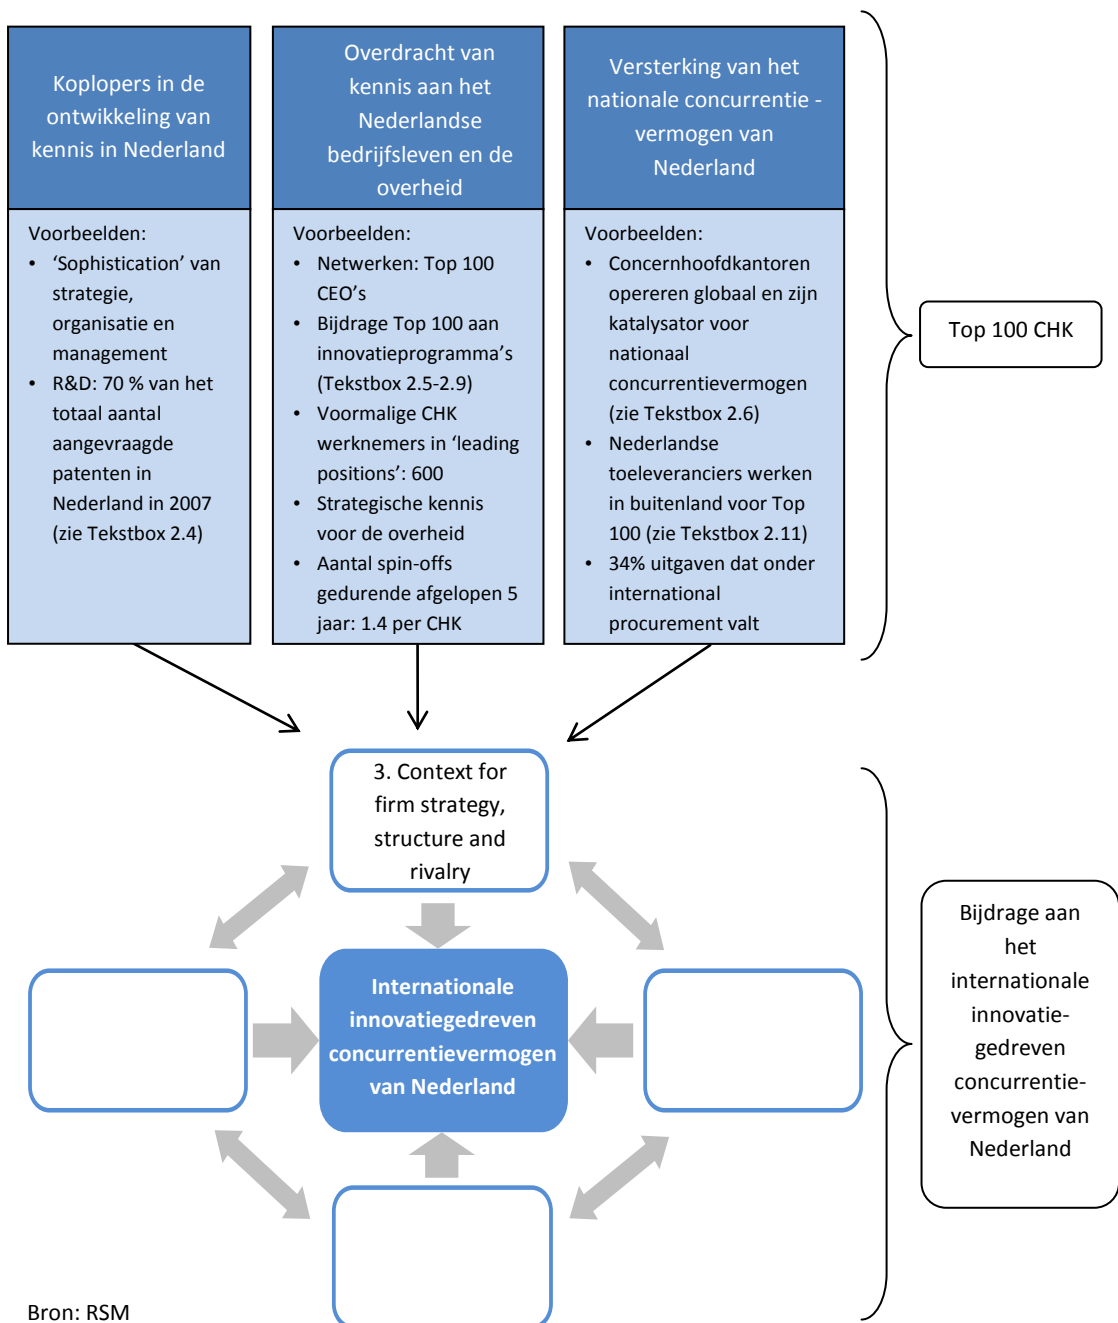 Koplopers in de
ontwikkeling van
kennis in Nederland
Overdracht van
kennis aan het
Nederlandse
bedrijfsleven en de
overheid
Versterking van het
nationale concurrentie -
vermogen van
Nederland
Voorbeelden:
• ‘Sophistication’ van
strategie,
organisatie en
management
• R&D: 70 % van het
totaal aantal
aangevraagde
patenten in
Nederland in 2007
(zie Tekstbox 2.4)
Voorbeelden:
• Netwerken: Top 100
CEO’s
• Bijdrage Top 100 aan
innovatieprogramma’s
(Tekstbox 2.5-2.9)
• Voormalige CHK
werknemers in ‘leading
positions’: 600
• Strategische kennis
voor de overheid
• Aantal spin-offs
gedurende afgelopen 5
jaar: 1.4 per CHK
Voorbeelden:
• Concernhoofdkantoren
opereren globaal en zijn
katalysator voor
nationaal
concurrentievermogen
(zie Tekstbox 2.6)
• Nederlandse
toeleveranciers werken
in buitenland voor Top
100 (zie Tekstbox 2.11)
• 34% uitgaven dat onder
international
procurement valt
Top 100 CHK
3. Context for
firm strategy,
structure and
rivalry
Internationale
innovatiegedreven
concurrentievermogen
van Nederland
Bijdrage aan
het
internationale
innovatie-
gedreven
concurrentie-
vermogen van
Nederland
Bron: RSM